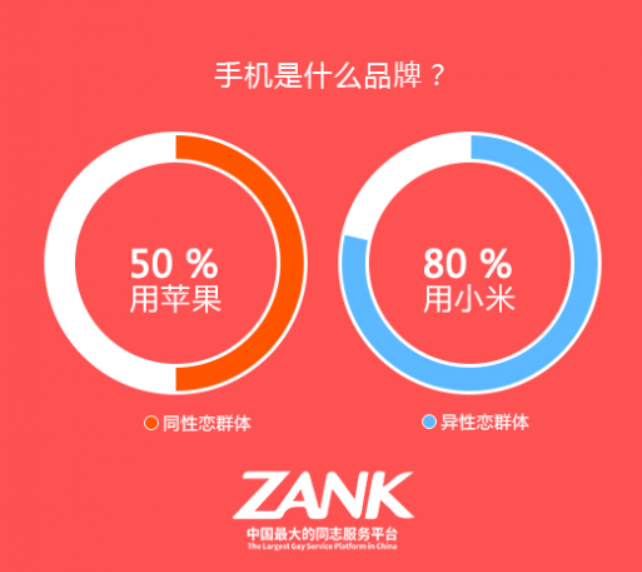 手机是什么品牌？
50 %
用苹果
80 %
用小米
同性恋群体
异性恋群体
ZANK
中国最大的同志服务平台
The Largest Gay Service Platform in China